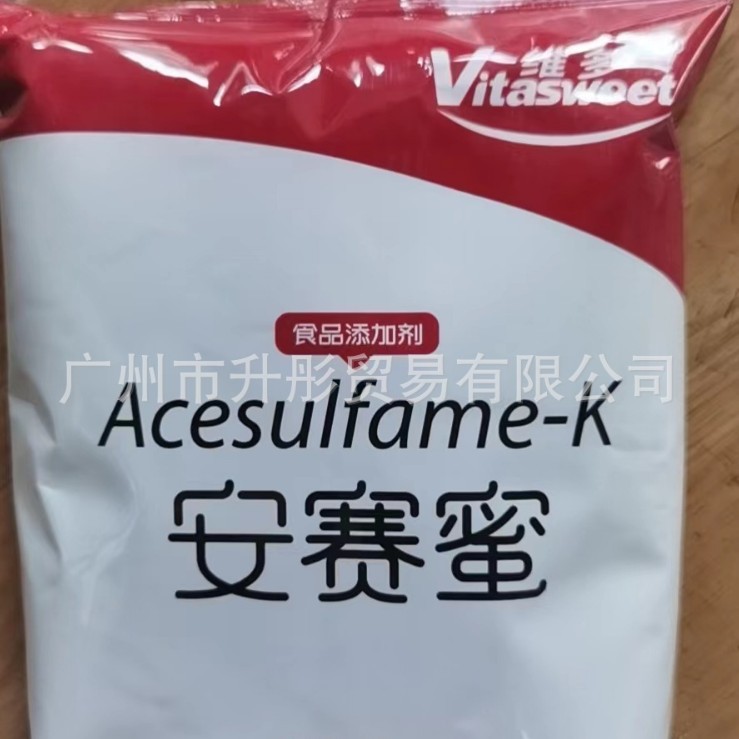 维多
Vitasweet
食品添加剂
广州市升彤贸易有限公司
Acesulfame-K
安赛蜜